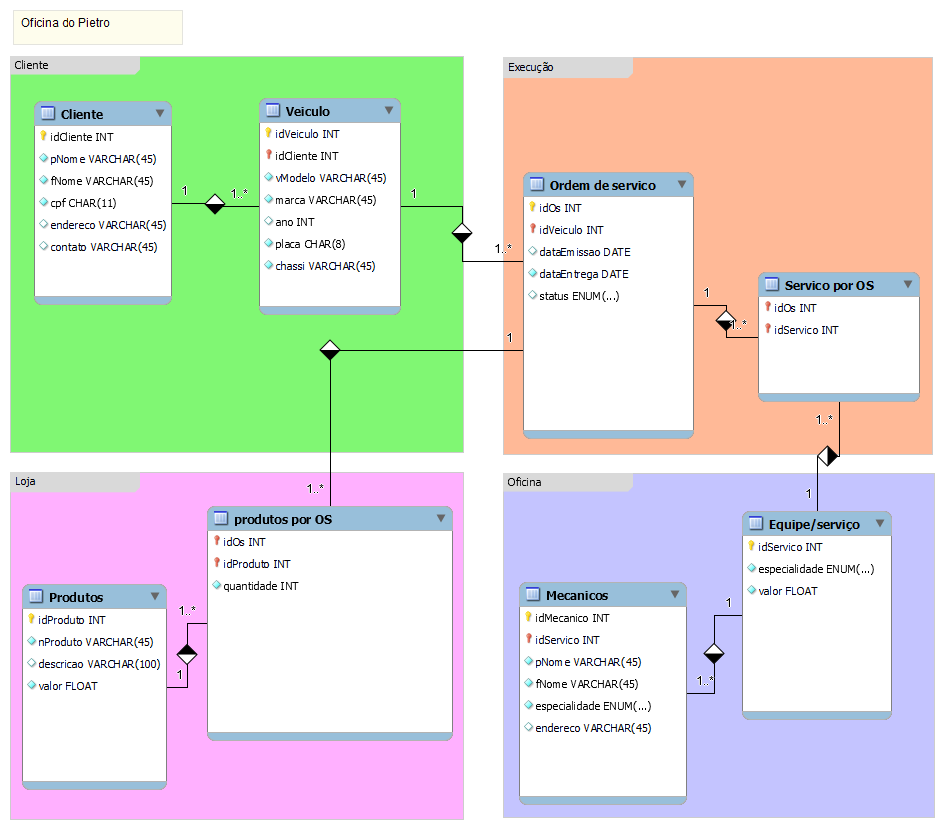 Oficina do Pietro
Cliente
Cliente
idCliente INT
pNome VARCHAR(45)
fNome VARCHAR(45)
cpf CHAR(11)
endereco VARCHAR(45)
contato VARCHAR(45)
1
1..*
Veiculo
idVeiculo INT
idCliente INT
vModelo VARCHAR(45)
marca VARCHAR(45)
ano INT
placa CHAR(8)
chassi VARCHAR(45)
1
1..*
Execução
Ordem de servico
idOs INT
idVeiculo INT
dataEmissao DATE
dataEntrega DATE
status ENUM(...)
1
1..*
1
Servico por OS
idOs INT
idServico INT
1..*
1
Loja
1..*
produtos por OS
idOs INT
idProduto INT
quantidade INT
Produtos
idProduto INT
nProduto VARCHAR(45)
descricao VARCHAR(100)
valor FLOAT
1..*
1
Oficina
Equipe/serviço
idServico INT
especialidade ENUM(...)
valor FLOAT
Mecanicos
idMecanico INT
idServico INT
pNome VARCHAR(45)
fNome VARCHAR(45)
especialidade ENUM(...)
endereco VARCHAR(45)
1
1..*